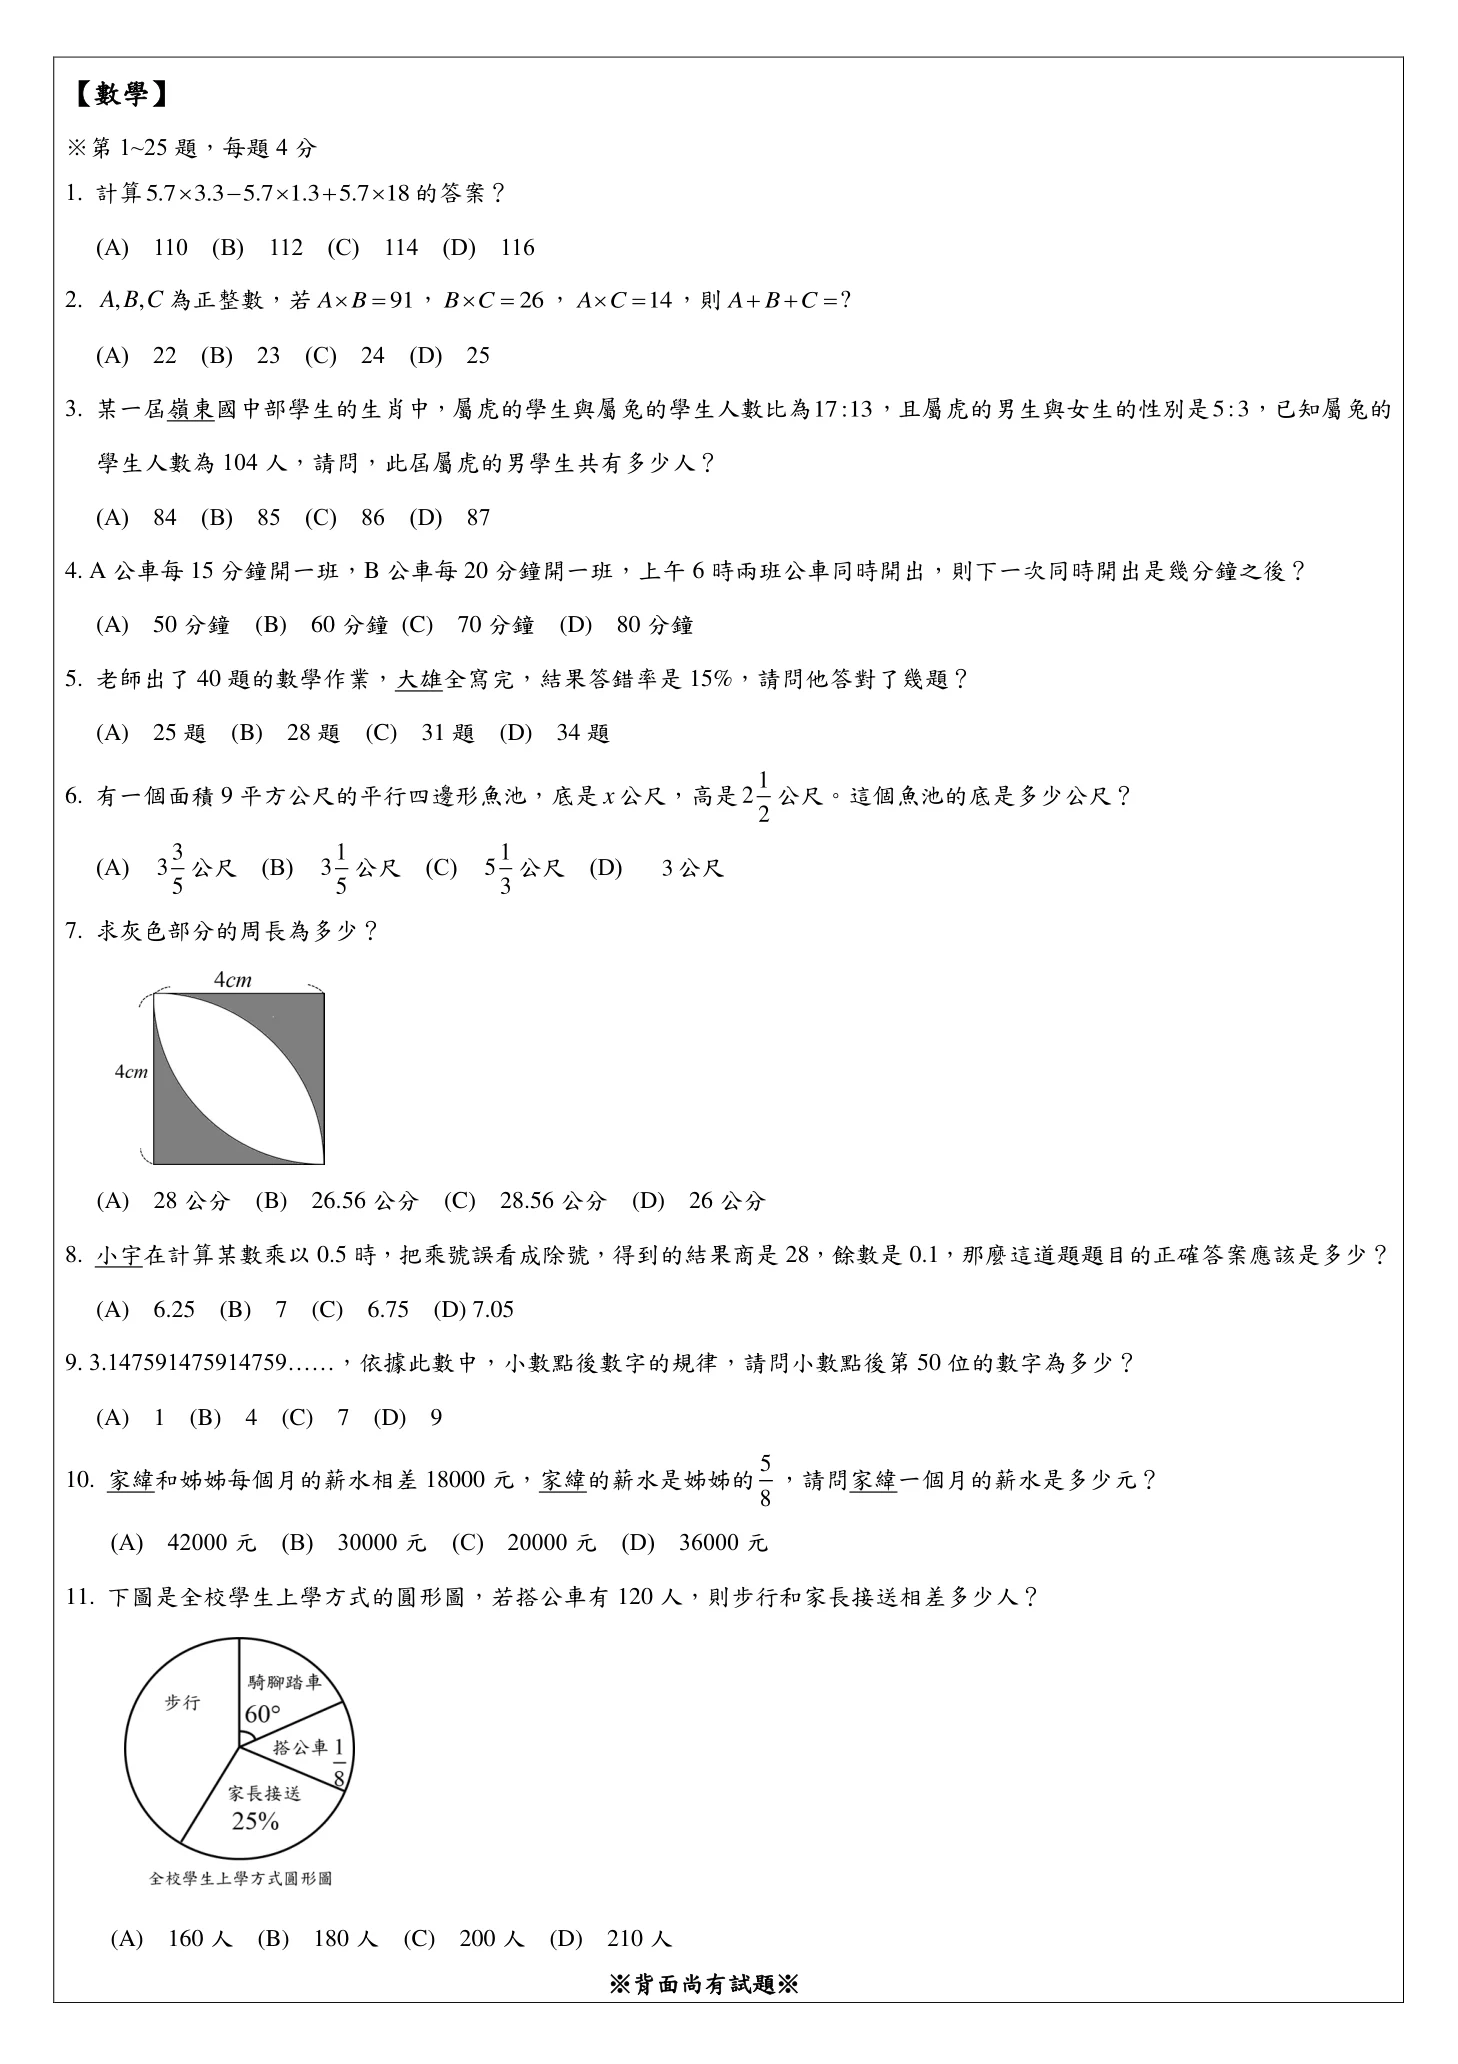 【數學】
※第 1~25 題，每題 4 分
1. 計算 5.7×3.3−5.7×1.3+5.7×18 的答案？
(A) 110 (B) 112 (C) 114 (D) 116
2. A,B,C 為正整數，若 A×B=91，B×C=26，A×C=14，則 A+B+C=?
(A) 22 (B) 23 (C) 24 (D) 25
3. 某一屆嶺東國中部學生的生肖中，屬虎的學生與屬兔的學生人數比為17:13，且屬虎的男生與女生的性別是5:3，已知屬兔的
學生人數為 104 人，請問，此屆屬虎的男學生共有多少人？
(A) 84 (B) 85 (C) 86 (D) 87
4. A 公車每 15 分鐘開一班，B 公車每 20 分鐘開一班，上午 6 時兩班公車同時開出，則下一次同時開出是幾分鐘之後？
(A) 50 分鐘 (B) 60 分鐘 (C) 70 分鐘 (D) 80 分鐘
5. 老師出了 40 題的數學作業，大雄全寫完，結果答錯率是 15%，請問他答對了幾題？
(A) 25 題 (B) 28 題 (C) 31 題 (D) 34 題
6. 有一個面積 9 平方公尺的平行四邊形魚池，底是 x 公尺，高是 2 1/2 公尺。這個魚池的底是多少公尺？
(A) 3 3/5 公尺 (B) 3 1/5 公尺 (C) 5 1/3 公尺 (D) 3 公尺
7. 求灰色部分的周長為多少？
4cm
4cm
(A) 28 公分 (B) 26.56 公分 (C) 28.56 公分 (D) 26 公分
8. 小宇在計算某數乘以 0.5 時，把乘號誤看成除號，得到的結果商是 28，餘數是 0.1，那麼這道題題目的正確答案應該是多少？
(A) 6.25 (B) 7 (C) 6.75 (D) 7.05
9. 3.147591475914759……，依據此數中，小數點後數字的規律，請問小數點後第 50 位的數字為多少？
(A) 1 (B) 4 (C) 7 (D) 9
10. 家緯和姊姊每個月的薪水相差 18000 元，家緯的薪水是姊姊的 5/8，請問家緯一個月的薪水是多少元？
(A) 42000 元 (B) 30000 元 (C) 20000 元 (D) 36000 元
11. 下圖是全校學生上學方式的圓形圖，若搭公車有 120 人，則步行和家長接送相差多少人？
騎腳踏車
步行
60°
搭公車 1/8
家長接送
25%
全校學生上學方式圓形圖
(A) 160 人 (B) 180 人 (C) 200 人 (D) 210 人
※背面尚有試題※